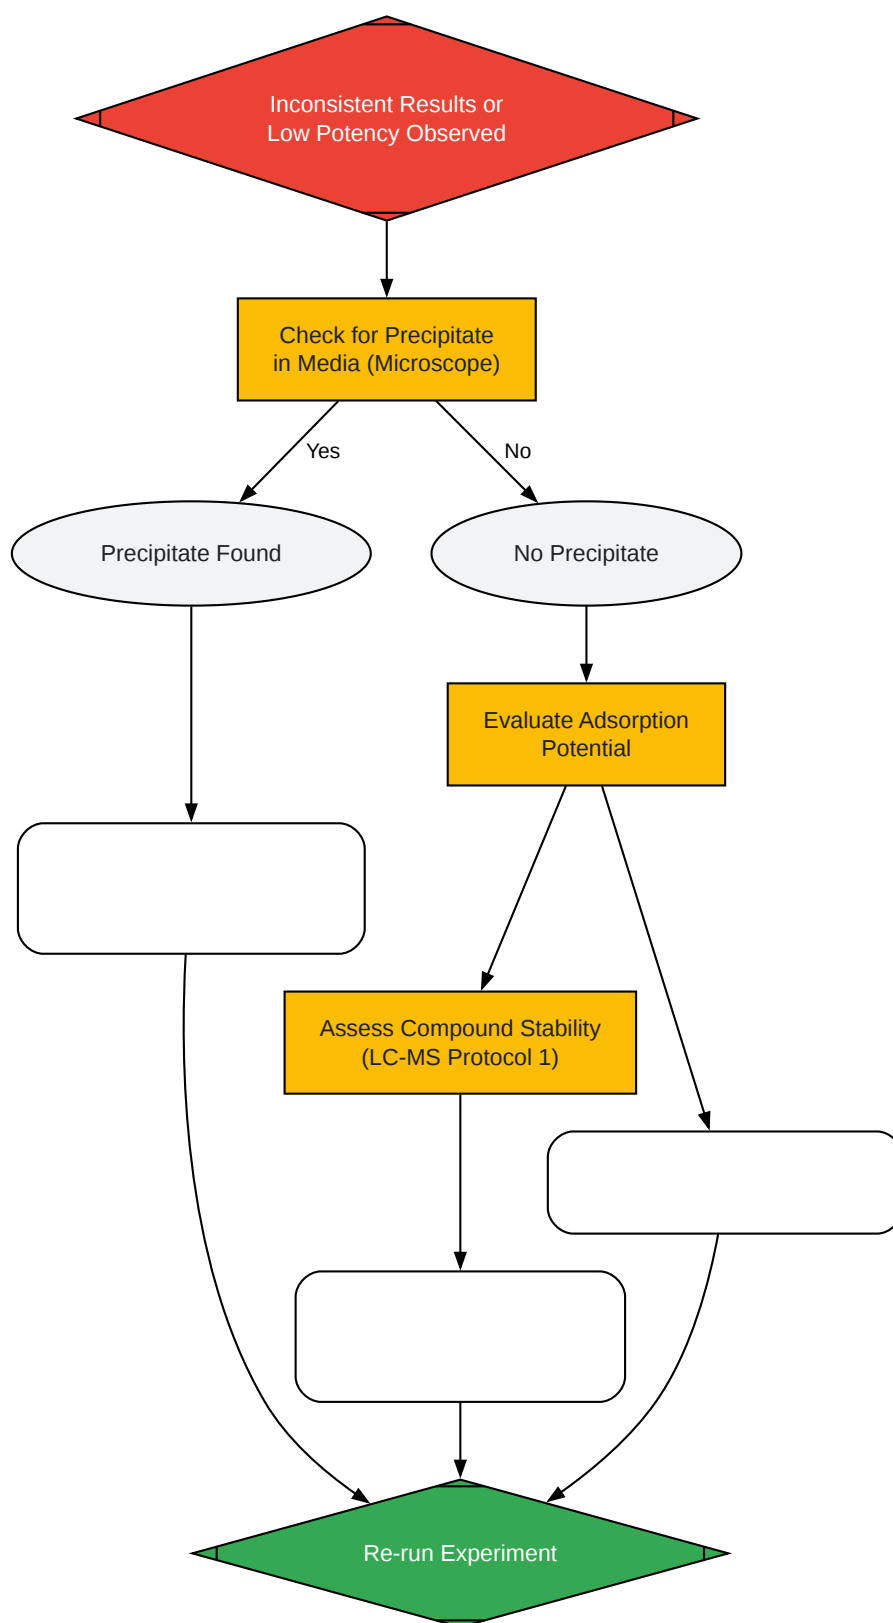 Inconsistent Results or
Low Potency Observed
Check for Precipitate
in Media (Microscope)
Yes
No
Precipitate Found
No Precipitate
Evaluate Adsorption
Potential
Assess Compound Stability
(LC-MS Protocol 1)
Re-run Experiment